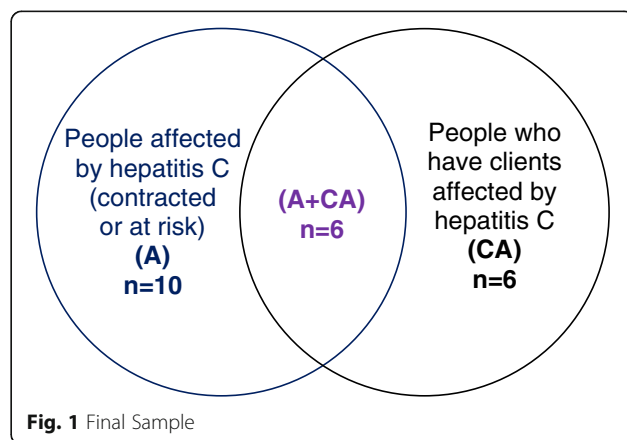 People affected
by hepatitis C
(contracted
or at risk)
(A)
n=10
(A+CA)
n=6
People who
have clients
affected by
hepatitis C
(CA)
n=6
Fig. 1 Final Sample